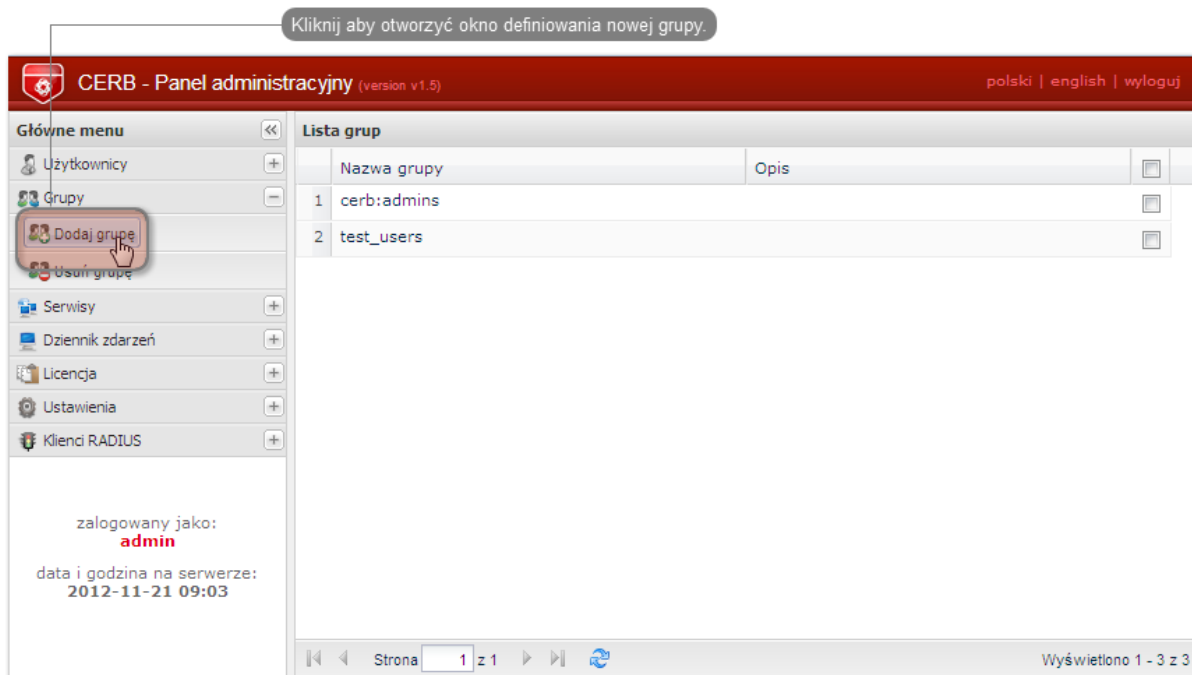 Kliknij aby otworzyć okno definiowania nowej grupy.
CERB - Panel administracyjny (version v1.5)
polski | english | wyloguj
Główne menu
Użytkownicy
Grupy
Dodaj grupę
Usuń grupę
Serwisy
Dziennik zdarzeń
Licencja
Ustawienia
Klienci RADIUS
zalogowany jako:
admin
data i godzina na serwerze:
2012-11-21 09:03
Lista grup
Nazwa grupy Opis
1 cerb:admins
2 test_users
Strona 1 z 1
Wyświetlono 1 - 3 z 3